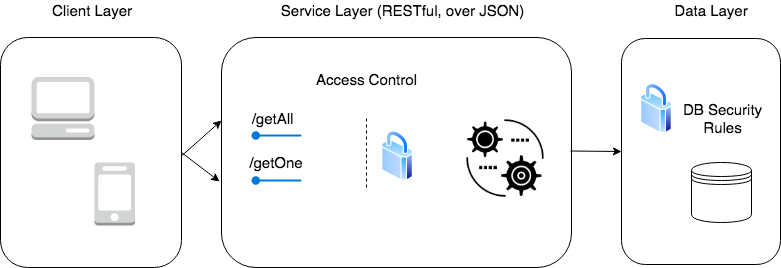 Client Layer
Service Layer (RESTful, over JSON)
Data Layer
Access Control
/getAll
/getOne
DB Security
Rules